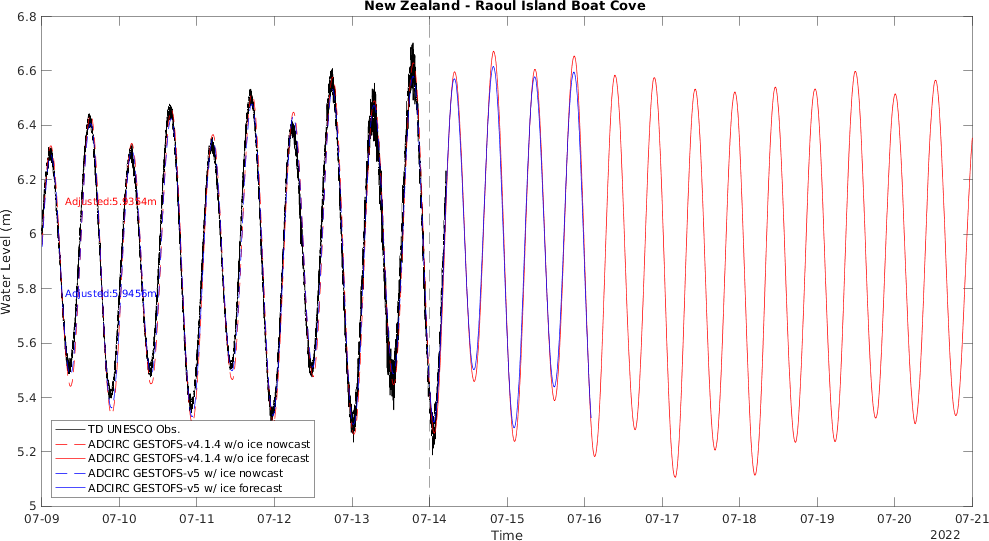 New Zealand - Raoul Island Boat Cove
6.8
6.6
6.4
6.2
6
5.8
5.6
5.4
5.2
5
Water Level (m)
Adjusted:5.9354m
Adjusted:5.9456m
TD UNESCO Obs.
ADCIRC GESTOFS-v4.1.4 w/o ice nowcast
ADCIRC GESTOFS-v4.1.4 w/o ice forecast
ADCIRC GESTOFS-v5 w/ ice nowcast
ADCIRC GESTOFS-v5 w/ ice forecast
07-09 07-10 07-11 07-12 07-13 07-14 07-15 07-16 07-17 07-18 07-19 07-20 07-21
Time
2022